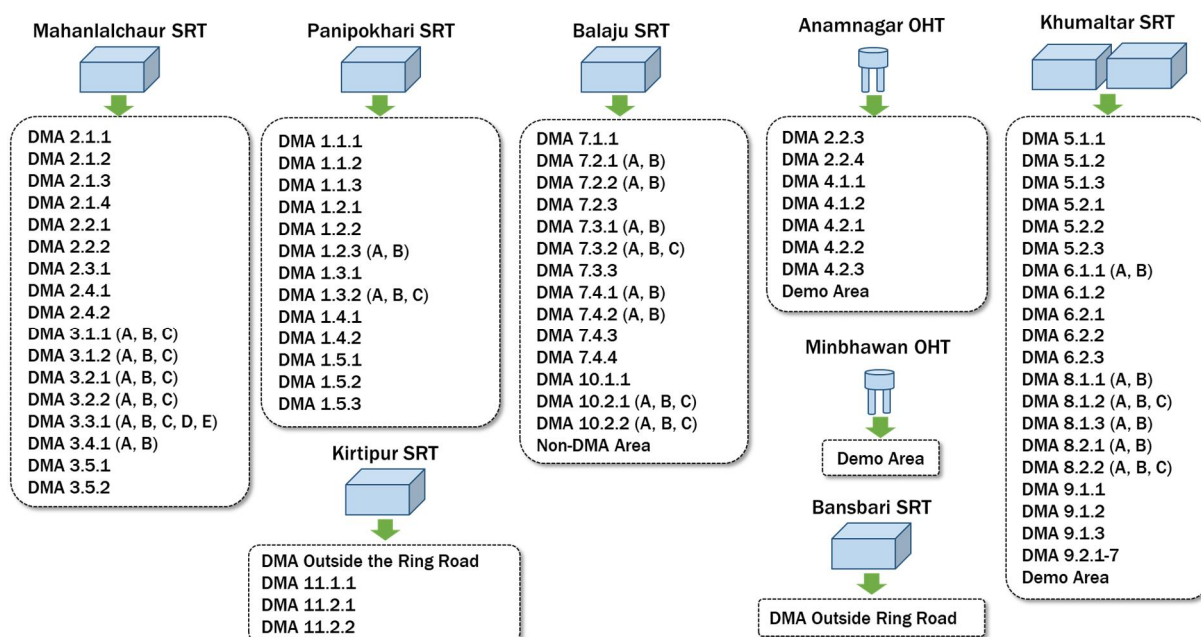 Mahanlalchaur SRT
DMA 2.1.1
DMA 2.1.2
DMA 2.1.3
DMA 2.1.4
DMA 2.2.1
DMA 2.2.2
DMA 2.3.1
DMA 2.4.1
DMA 2.4.2
DMA 3.1.1 (A, B, C)
DMA 3.1.2 (A, B, C)
DMA 3.2.1 (A, B, C)
DMA 3.2.2 (A, B, C)
DMA 3.3.1 (A, B, C, D, E)
DMA 3.4.1 (A, B)
DMA 3.5.1
DMA 3.5.2
Panipokhari SRT
DMA 1.1.1
DMA 1.1.2
DMA 1.1.3
DMA 1.2.1
DMA 1.2.2
DMA 1.2.3 (A, B)
DMA 1.3.1
DMA 1.3.2 (A, B, C)
DMA 1.4.1
DMA 1.4.2
DMA 1.5.1
DMA 1.5.2
DMA 1.5.3
Kirtipur SRT
DMA Outside the Ring Road
DMA 11.1.1
DMA 11.2.1
DMA 11.2.2
Balaju SRT
DMA 7.1.1
DMA 7.2.1 (A, B)
DMA 7.2.2 (A, B)
DMA 7.2.3
DMA 7.3.1 (A, B)
DMA 7.3.2 (A, B, C)
DMA 7.3.3
DMA 7.4.1 (A, B)
DMA 7.4.2 (A, B)
DMA 7.4.3
DMA 7.4.4
DMA 10.1.1
DMA 10.2.1 (A, B, C)
DMA 10.2.2 (A, B, C)
Non-DMA Area
Anamnagar OHT
DMA 2.2.3
DMA 2.2.4
DMA 4.1.1
DMA 4.1.2
DMA 4.2.1
DMA 4.2.2
DMA 4.2.3
Demo Area
Minbhawan OHT
Demo Area
Bansbari SRT
DMA Outside Ring Road
Khumaltar SRT
DMA 5.1.1
DMA 5.1.2
DMA 5.1.3
DMA 5.2.1
DMA 5.2.2
DMA 5.2.3
DMA 6.1.1 (A, B)
DMA 6.1.2
DMA 6.2.1
DMA 6.2.2
DMA 6.2.3
DMA 8.1.1 (A, B)
DMA 8.1.2 (A, B, C)
DMA 8.1.3 (A, B)
DMA 8.2.1 (A, B)
DMA 8.2.2 (A, B, C)
DMA 9.1.1
DMA 9.1.2
DMA 9.1.3
DMA 9.2.1-7
Demo Area